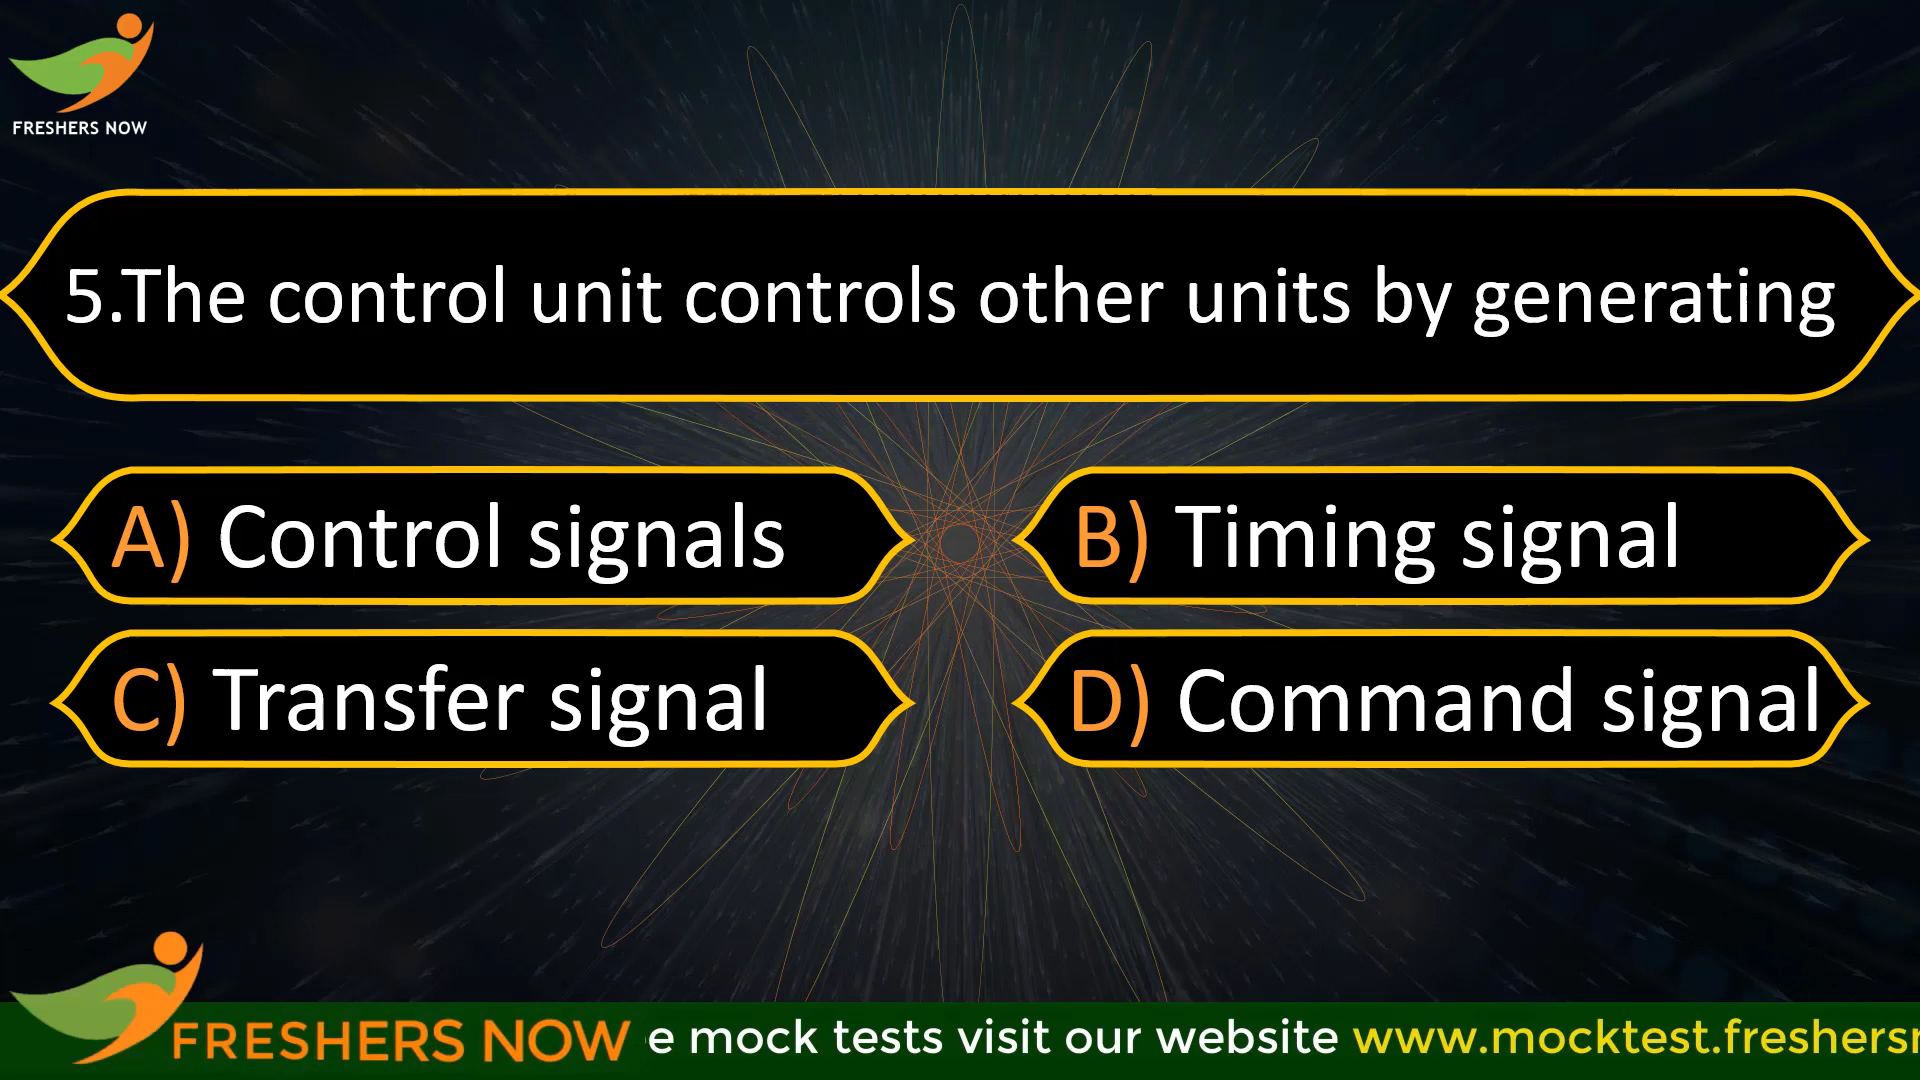 FRESHERS NOW
5.The control unit controls other units by generating
A) Control signals
B) Timing signal
C) Transfer signal
D) Command signal
FRESHERS NOW
e mock tests visit our website www.mocktest.freshers